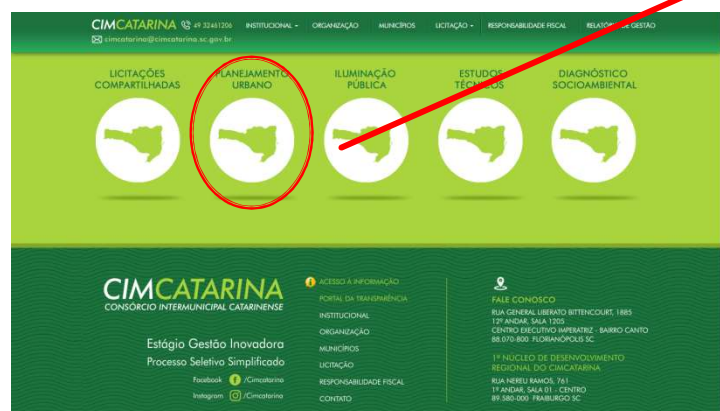 CIMCATARINA 49 32461206 INSTITUCIONAL ORGANIZAÇÃO MUNICÍPIOS LICITAÇÃO RESPONSABILIDADE FISCAL RELATÓRIO DE GESTÃO
cimcatarina@cimcatarina.sc.gov.br
LICITAÇÕES
COMPARTILHADAS
PLANEJAMENTO
URBANO
ILUMINAÇÃO
PÚBLICA
ESTUDOS
TÉCNICOS
DIAGNÓSTICO
SOCIOAMBIENTAL
CIMCATARINA
CONSÓRCIO INTERMUNICIPAL CATARINENSE
Estágio Gestão Inovadora
Processo Seletivo Simplificado
Facebook /Cimcatarina
Instagram /Cimcatarina
ACESSO À INFORMAÇÃO
PORTAL DA TRANSPARÊNCIA
INSTITUCIONAL
ORGANIZAÇÃO
MUNICÍPIOS
LICITAÇÃO
RESPONSABILIDADE FISCAL
CONTATO
FALE CONOSCO
RUA GENERAL LIBERATO BITTENCOURT, 1885
12º ANDAR, SALA 1205
CENTRO EXECUTIVO IMPERATRIZ - BAIRRO CANTO
88.070-800 FLORIANÓPOLIS SC
1º NÚCLEO DE DESENVOLVIMENTO
REGIONAL DO CIMCATARINA
RUA NEREU RAMOS, 761
1º ANDAR, SALA 01 - CENTRO
89.580-000 FRAIBURGO SC